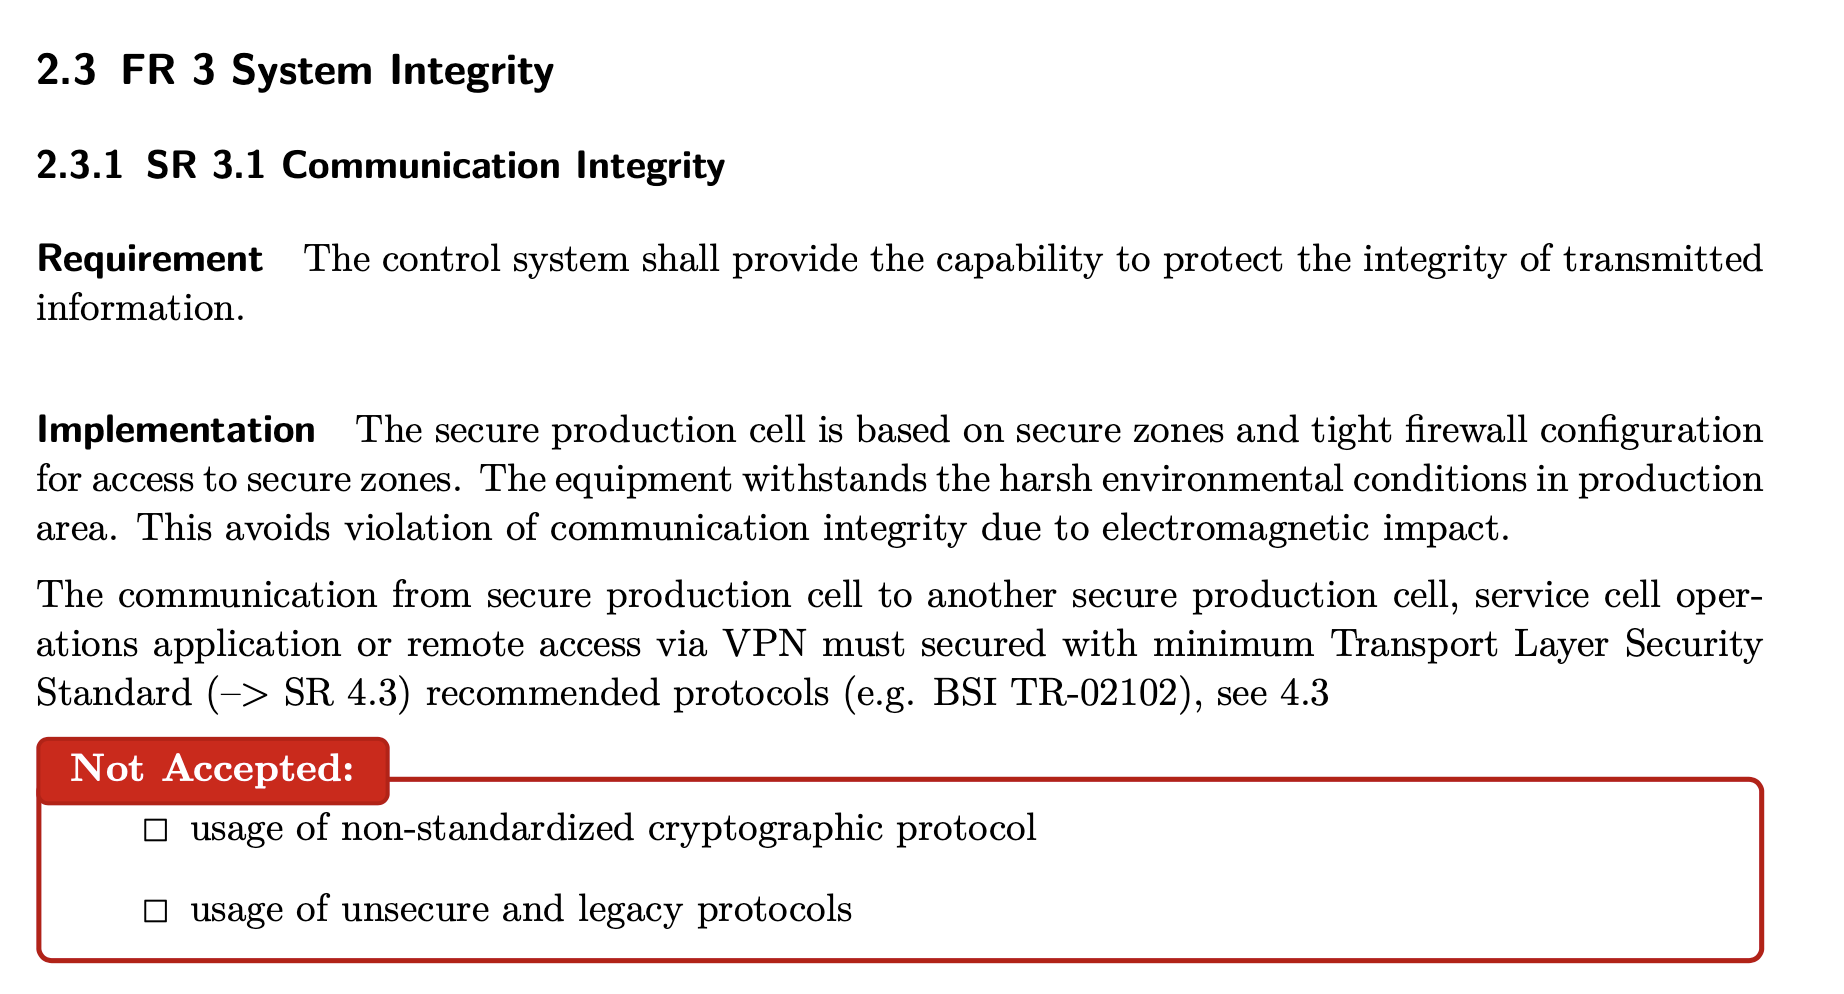 2.3 FR 3 System Integrity
2.3.1 SR 3.1 Communication Integrity
Requirement The control system shall provide the capability to protect the integrity of transmitted
information.
Implementation The secure production cell is based on secure zones and tight firewall configuration
for access to secure zones. The equipment withstands the harsh environmental conditions in production
area. This avoids violation of communication integrity due to electromagnetic impact.
The communication from secure production cell to another secure production cell, service cell oper-
ations application or remote access via VPN must secured with minimum Transport Layer Security
Standard (–> SR 4.3) recommended protocols (e.g. BSI TR-02102), see 4.3
Not Accepted:
☐ usage of non-standardized cryptographic protocol
☐ usage of unsecure and legacy protocols